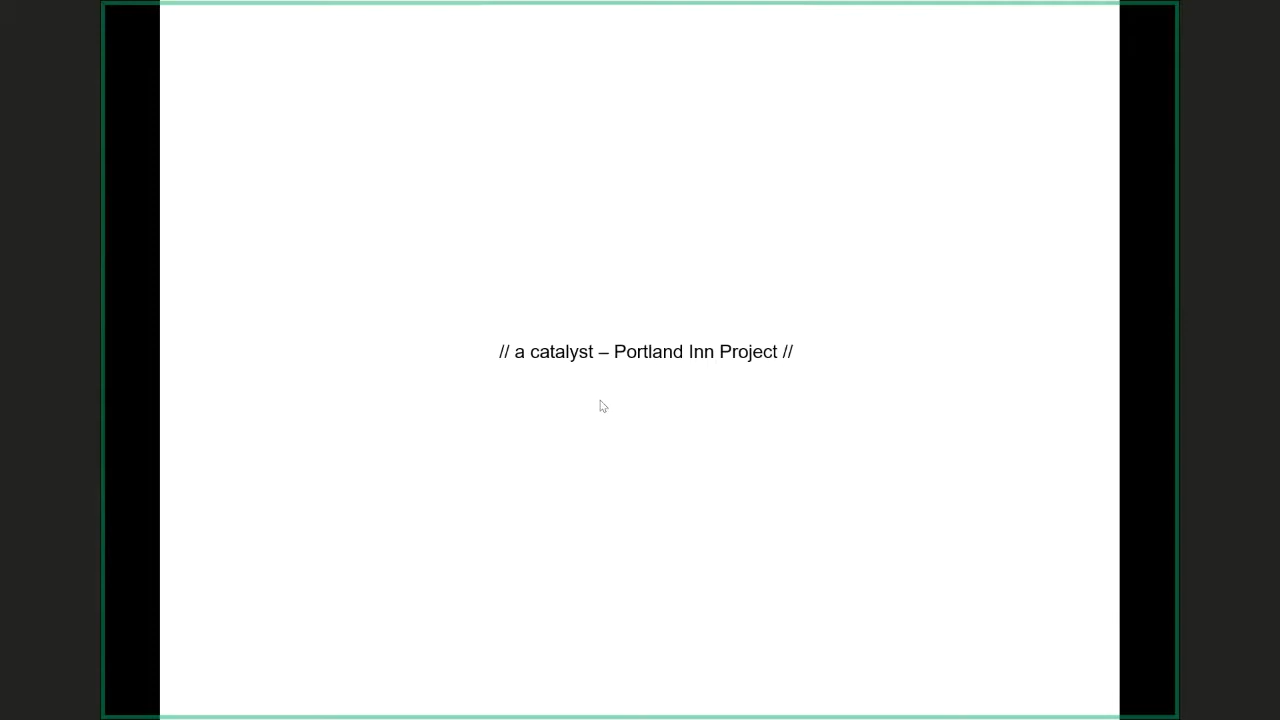 // a catalyst – Portland Inn Project //